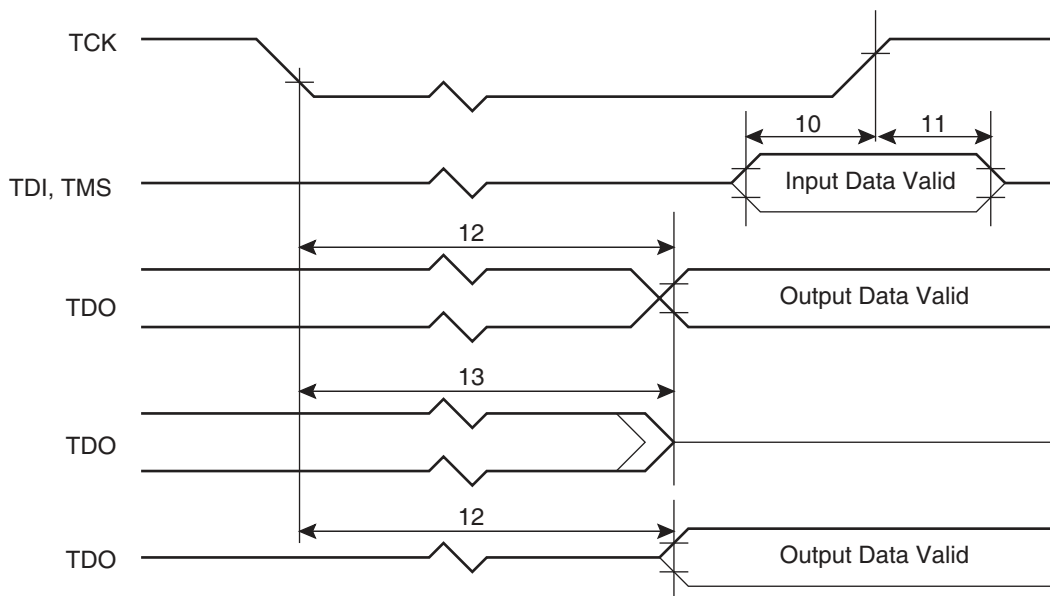 TCK
10
11
TDI, TMS
Input Data Valid
12
TDO
Output Data Valid
13
TDO
12
TDO
Output Data Valid